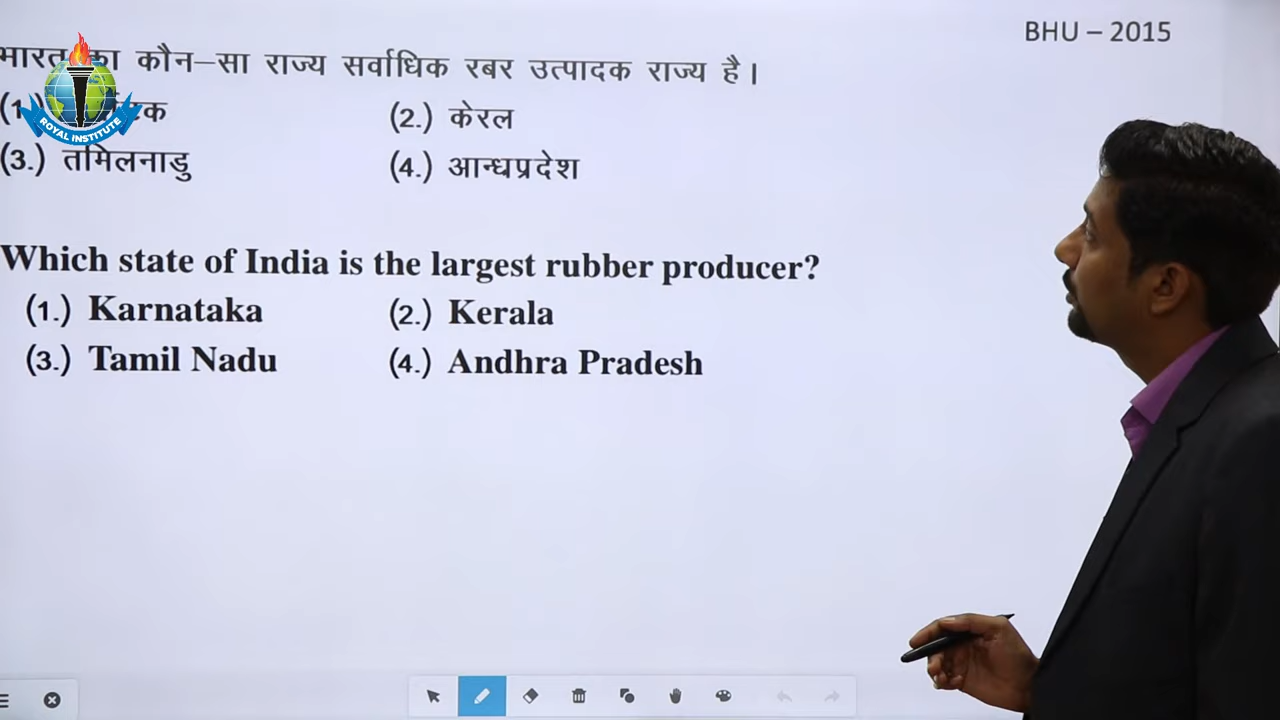 BHU – 2015
भारत का कौन–सा राज्य सर्वाधिक रबर उत्पादक राज्य है।
(2.) केरल
(3.) तमिलनाडु (4.) आन्धप्रदेश
Which state of India is the largest rubber producer?
(1.) Karnataka (2.) Kerala
(3.) Tamil Nadu (4.) Andhra Pradesh
ROYAL INSTITUTE